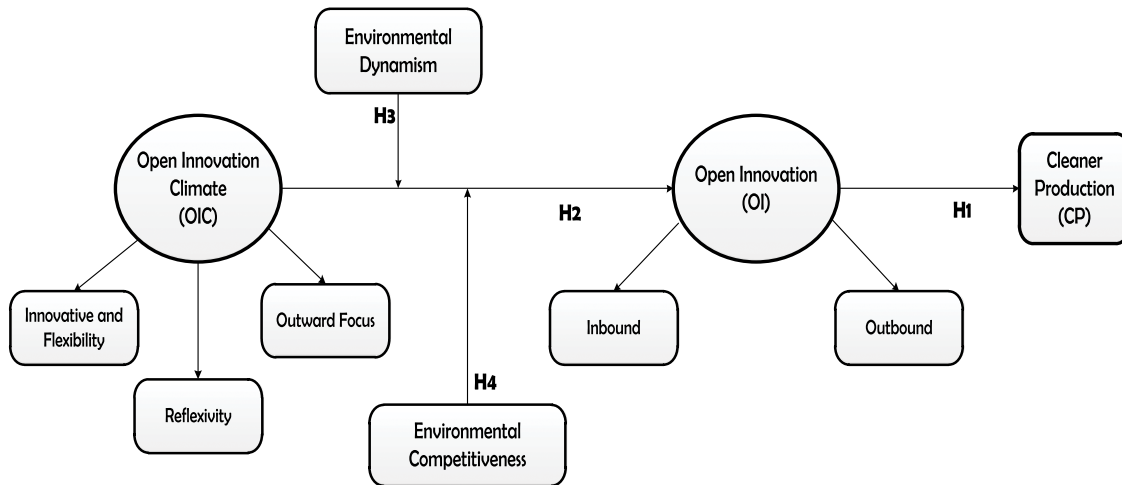 Environmental
Dynamism
H3
Open Innovation
Climate
(OIC)
Open Innovation
(OI)
Cleaner
Production
(CP)
H2
H1
Innovative and
Flexibility
Outward Focus
Inbound
Outbound
Reflexivity
H4
Environmental
Competitiveness